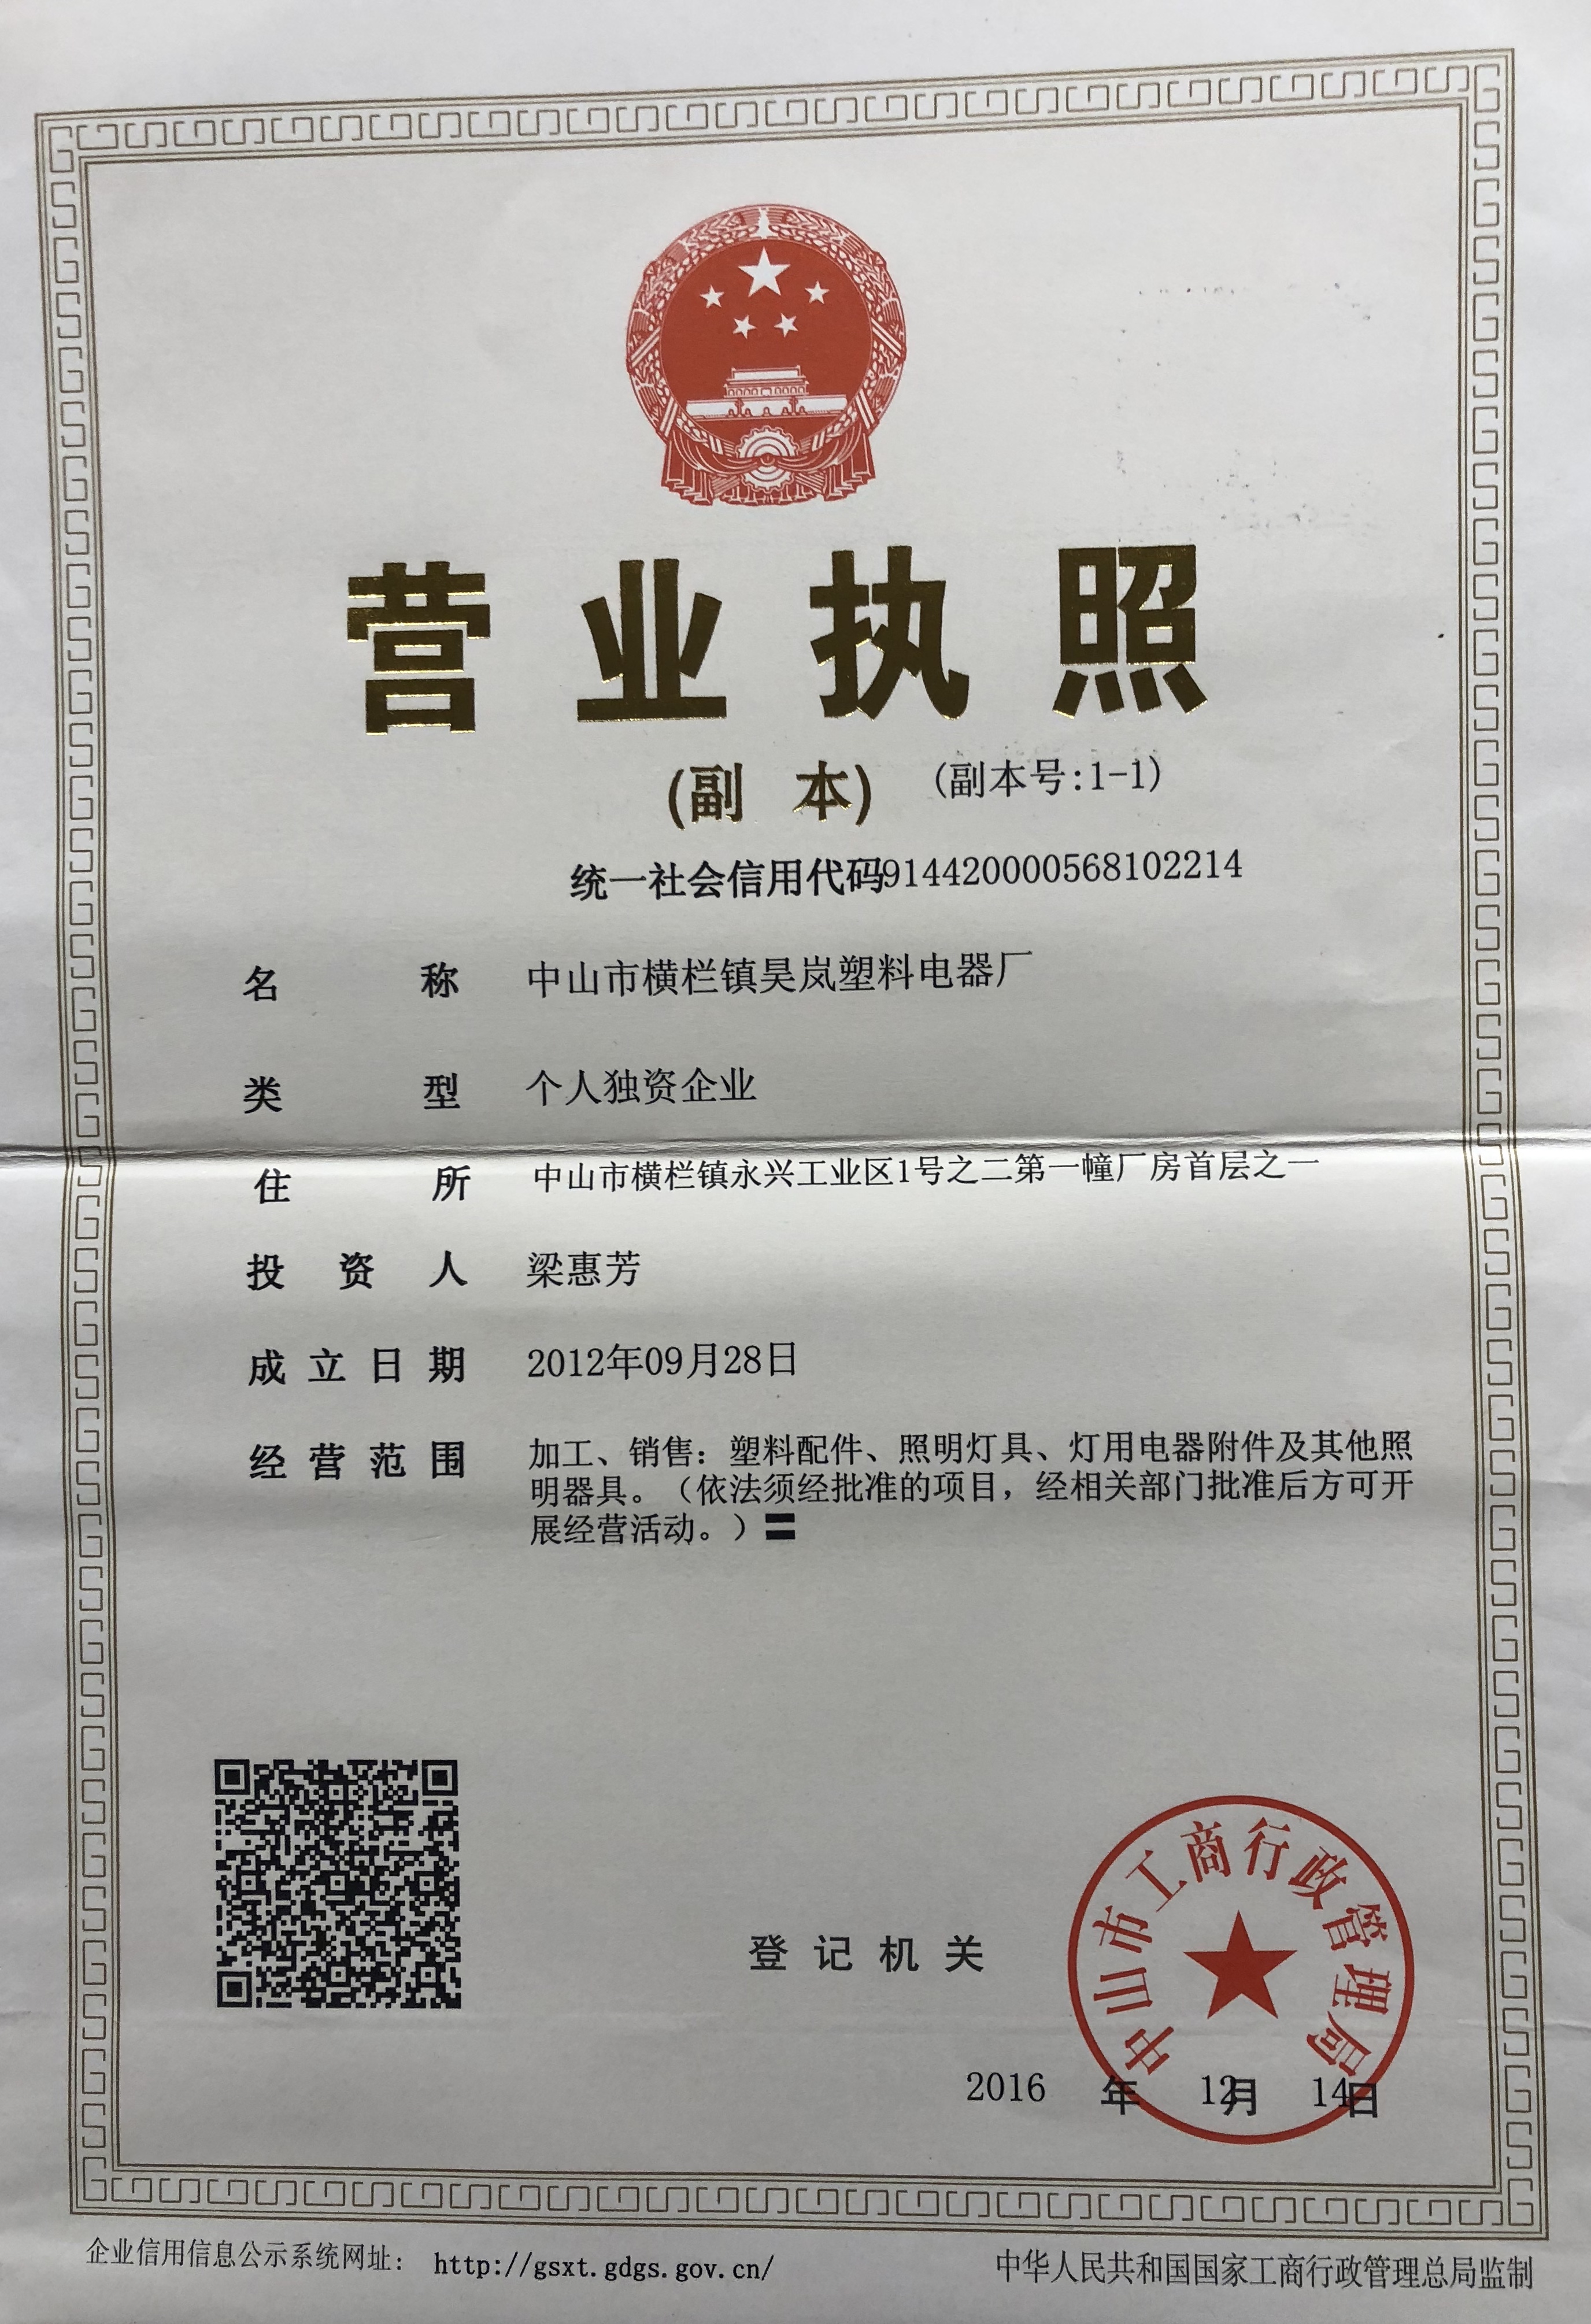 营业执照
(副 本) (副本号:1-1)
统一社会信用代码914420000568102214
名 称 中山市横栏镇昊岚塑料电器厂
类 型 个人独资企业
住 所 中山市横栏镇永兴工业区1号之二第一幢厂房首层之一
投 资 人 梁惠芳
成 立 日 期 2012年09月28日
经 营 范 围 加工、销售：塑料配件、照明灯具、灯用电器附件及其他照
明器具。（依法须经批准的项目，经相关部门批准后方可开
展经营活动。）〓
中山市工商行政管理局
登 记 机 关
2016 年 12月 14日
企业信用信息公示系统网址： http://gsxt.gdgs.gov.cn/
中华人民共和国国家工商行政管理总局监制